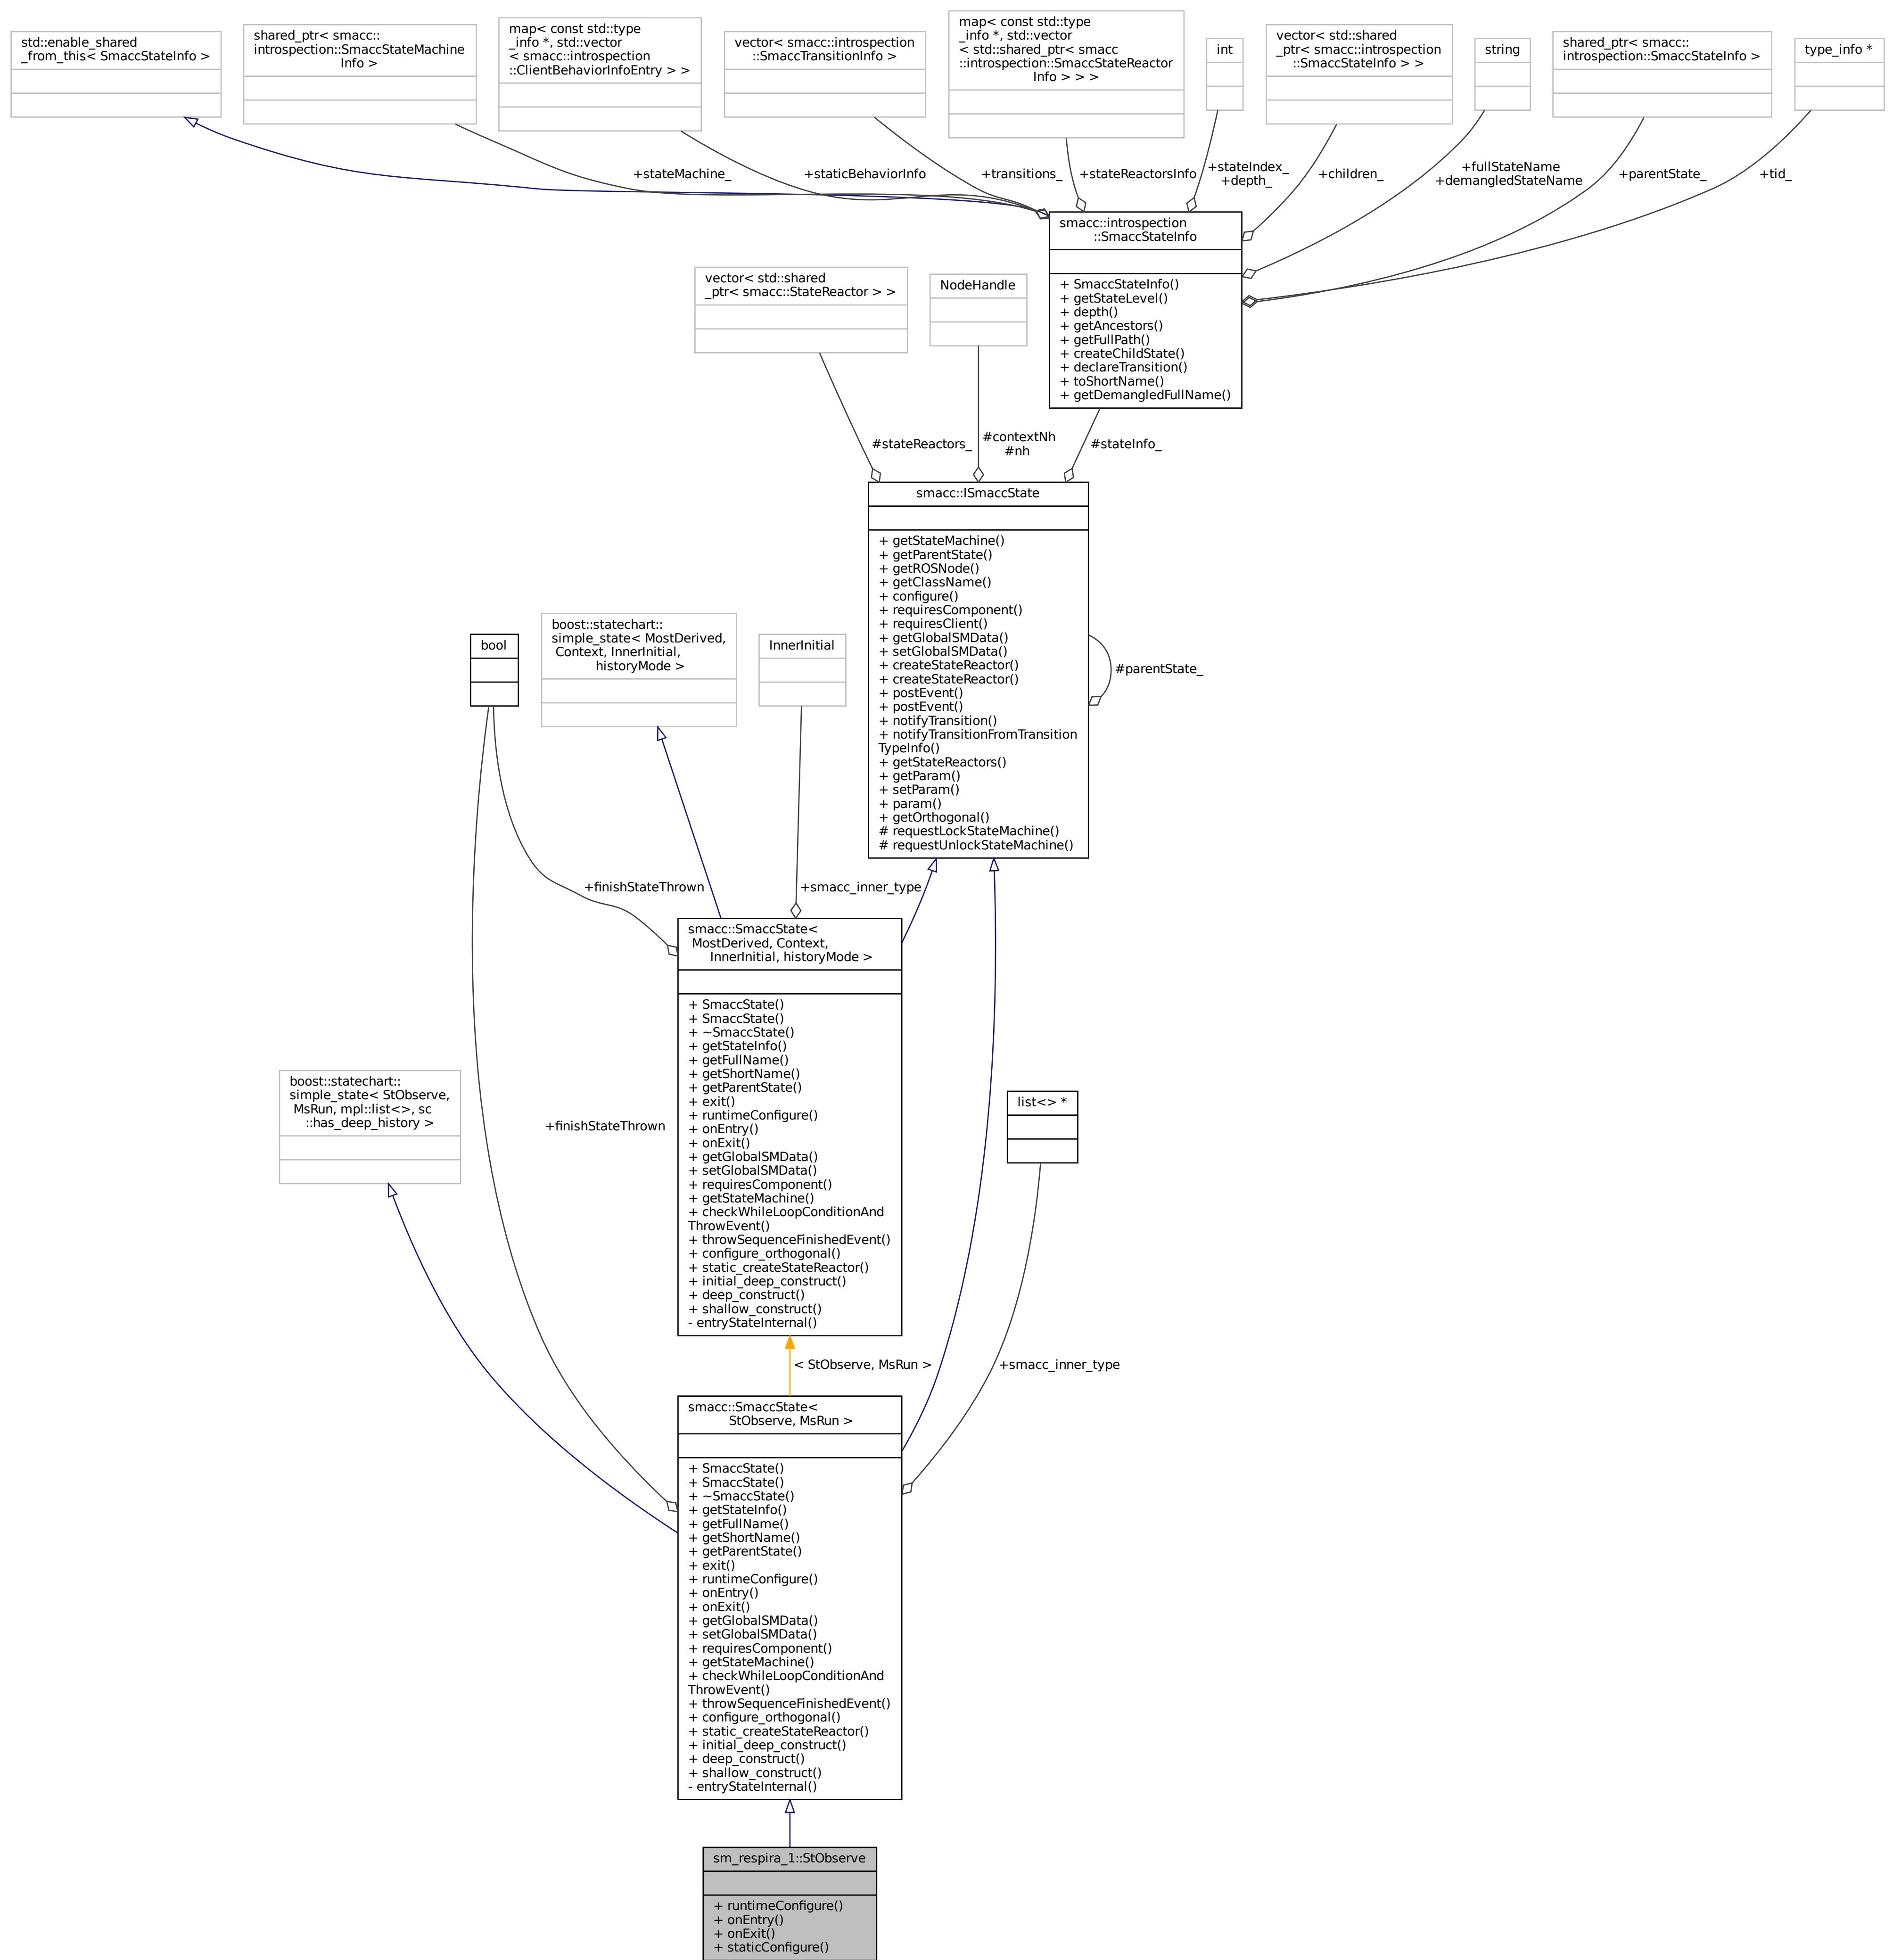 std::enable_shared
_from_this< SmaccStateInfo >
shared_ptr< smacc::
introspection::SmaccStateMachine
Info >
map< const std::type
_info *, std::vector
< smacc::introspection
::ClientBehaviorInfoEntry > >
vector< smacc::introspection
::SmaccTransitionInfo >
map< const std::type
_info *, std::vector
< std::shared_ptr< smacc
::introspection::SmaccStateReactor
Info > > >
int
vector< std::shared
_ptr< smacc::introspection
::SmaccStateInfo > >
string
shared_ptr< smacc::
introspection::SmaccStateInfo >
type_info *
+stateMachine_
+staticBehaviorInfo
+transitions_
+stateReactorsInfo
+stateIndex_
+depth_
+children_
+fullStateName
+demangledStateName
+parentState_
+tid_
smacc::introspection
::SmaccStateInfo
+ SmaccStateInfo()
+ getStateLevel()
+ depth()
+ getAncestors()
+ getFullPath()
+ createChildState()
+ declareTransition()
+ toShortName()
+ getDemangledFullName()
vector< std::shared
_ptr< smacc::StateReactor > >
NodeHandle
#stateReactors_
#contextNh
#nh
#stateInfo_
smacc::ISmaccState
+ getStateMachine()
+ getParentState()
+ getROSNode()
+ getClassName()
+ configure()
+ requiresComponent()
+ requiresClient()
+ getGlobalSMData()
+ setGlobalSMData()
+ createStateReactor()
+ createStateReactor()
+ postEvent()
+ postEvent()
+ notifyTransition()
+ notifyTransitionFromTransition
TypeInfo()
+ getStateReactors()
+ getParam()
+ setParam()
+ param()
+ getOrthogonal()
# requestLockStateMachine()
# requestUnlockStateMachine()
#parentState_
bool
boost::statechart::
simple_state< MostDerived,
Context, InnerInitial,
historyMode >
InnerInitial
+finishStateThrown
+smacc_inner_type
smacc::SmaccState<
MostDerived, Context,
InnerInitial, historyMode >
+ SmaccState()
+ SmaccState()
+ ~SmaccState()
+ getStateInfo()
+ getFullName()
+ getShortName()
+ getParentState()
+ exit()
+ runtimeConfigure()
+ onEntry()
+ onExit()
+ getGlobalSMData()
+ setGlobalSMData()
+ requiresComponent()
+ getStateMachine()
+ checkWhileLoopConditionAnd
ThrowEvent()
+ throwSequenceFinishedEvent()
+ configure_orthogonal()
+ static_createStateReactor()
+ initial_deep_construct()
+ deep_construct()
+ shallow_construct()
- entryStateInternal()
boost::statechart::
simple_state< StObserve,
MsRun, mpl::list<>, sc
::has_deep_history >
+finishStateThrown
list<> *
< StObserve, MsRun >
+smacc_inner_type
smacc::SmaccState<
StObserve, MsRun >
+ SmaccState()
+ SmaccState()
+ ~SmaccState()
+ getStateInfo()
+ getFullName()
+ getShortName()
+ getParentState()
+ exit()
+ runtimeConfigure()
+ onEntry()
+ onExit()
+ getGlobalSMData()
+ setGlobalSMData()
+ requiresComponent()
+ getStateMachine()
+ checkWhileLoopConditionAnd
ThrowEvent()
+ throwSequenceFinishedEvent()
+ configure_orthogonal()
+ static_createStateReactor()
+ initial_deep_construct()
+ deep_construct()
+ shallow_construct()
- entryStateInternal()
sm_respira_1::StObserve
+ runtimeConfigure()
+ onEntry()
+ onExit()
+ staticConfigure()